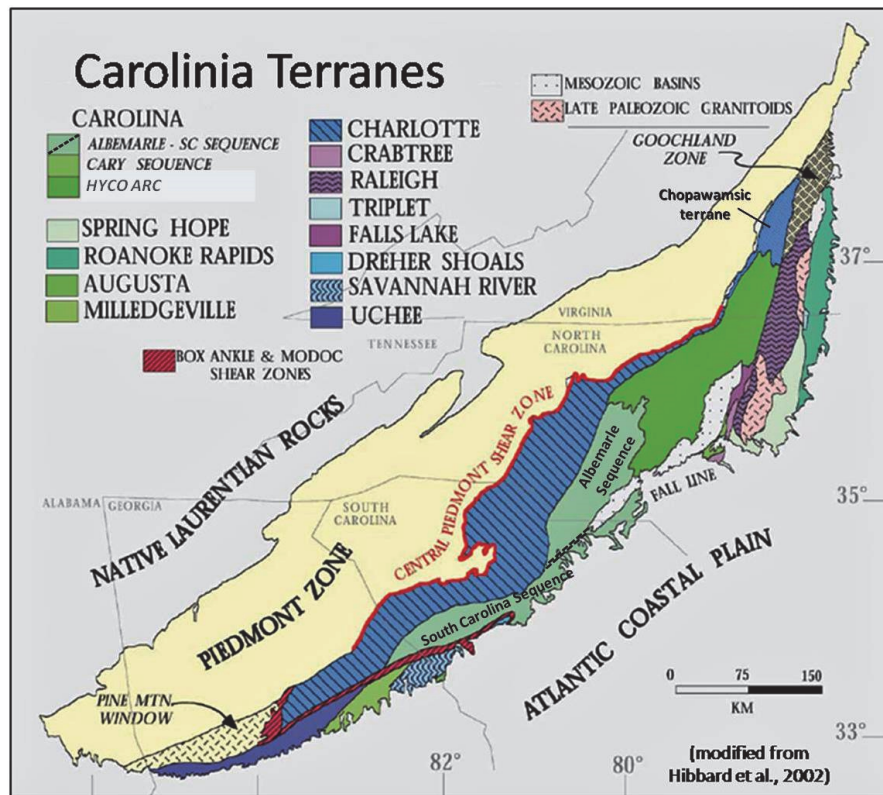 Carolinia Terranes
CAROLINA
ALBEMARLE - SC SEQUENCE
CARY SEQUENCE
HYCO ARC
SPRING HOPE
ROANOKE RAPIDS
AUGUSTA
MILLEDGEVILLE
CHARLOTTE
CRABTREE
RALEIGH
TRIPLET
FALLS LAKE
DREHER SHOALS
SAVANNAH RIVER
UCHEE
BOX ANKLE & MODOC
SHEAR ZONES
MESOZOIC BASINS
LATE PALEOZOIC GRANITOIDS
GOOCHLAND
ZONE
Chopawamsic
terrane
37°
VIRGINIA
NORTH
CAROLINA
TENNESSEE
NATIVE LAURENTIAN ROCKS
CENTRAL PIEDMONT SHEAR ZONE
Albemarle
Sequence
FALL LINE
35°
ALABAMA
GEORGIA
SOUTH
CAROLINA
PIEDMONT ZONE
South Carolina Sequence
ATLANTIC COASTAL PLAIN
PINE MTN.
WINDOW
0 75 150
KM
33°
82°
80°
(modified from
Hibbard et al., 2002)